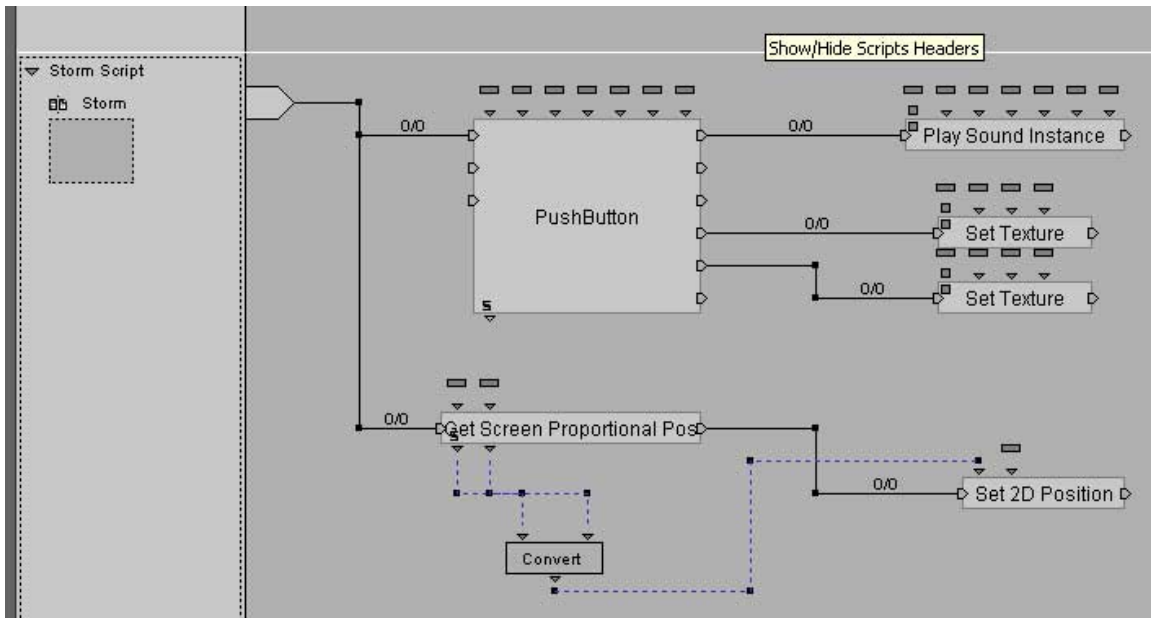 Show/Hide Scripts Headers
Storm Script
Storm
0/0
0/0
Play Sound Instance
PushButton
0/0
Set Texture
0/0
Set Texture
S
0/0
Get Screen Proportional Pos
S
0/0
Set 2D Position
Convert